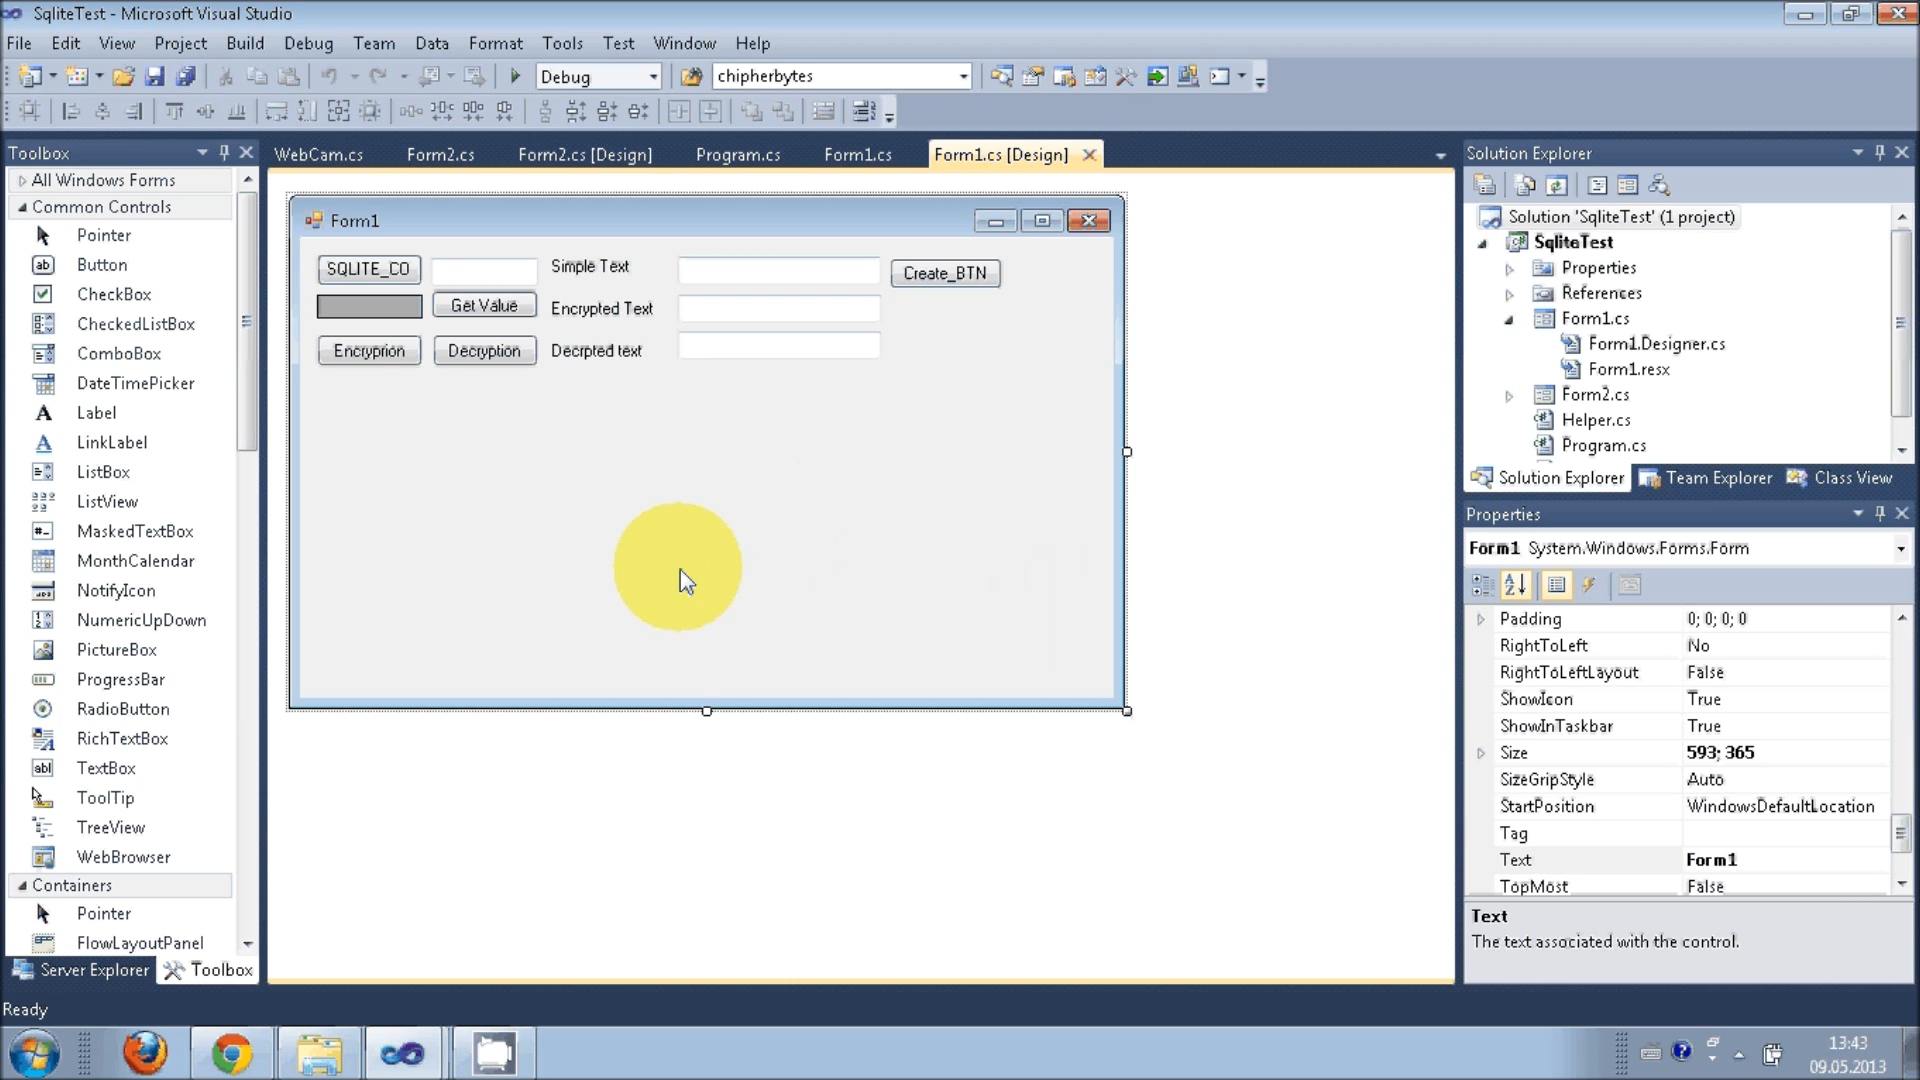 SqliteTest - Microsoft Visual Studio
File Edit View Project Build Debug Team Data Format Tools Test Window Help
Debug chipherbytes
Toolbox
WebCam.cs Form2.cs Form2.cs [Design] Program.cs Form1.cs Form1.cs [Design]
All Windows Forms
Common Controls
Pointer
Button
CheckBox
CheckedListBox
ComboBox
DateTimePicker
Label
LinkLabel
ListBox
ListView
MaskedTextBox
MonthCalendar
NotifyIcon
NumericUpDown
PictureBox
ProgressBar
RadioButton
RichTextBox
TextBox
ToolTip
TreeView
WebBrowser
Containers
Pointer
FlowLayoutPanel
Server Explorer Toolbox
Form1
SQLITE_CO Simple Text Create_BTN
Get Value Encrypted Text
Encryprion Decryption Decrpted text
Solution Explorer
Solution 'SqliteTest' (1 project)
SqliteTest
Properties
References
Form1.cs
Form1.Designer.cs
Form1.resx
Form2.cs
Helper.cs
Program.cs
Solution Explorer Team Explorer Class View
Properties
Form1 System.Windows.Forms.Form
Padding 0; 0; 0; 0
RightToLeft No
RightToLeftLayout False
ShowIcon True
ShowInTaskbar True
Size 593; 365
SizeGripStyle Auto
StartPosition WindowsDefaultLocation
Tag
Text Form1
TopMost False
Text
The text associated with the control.
Ready
13:43
09.05.2013